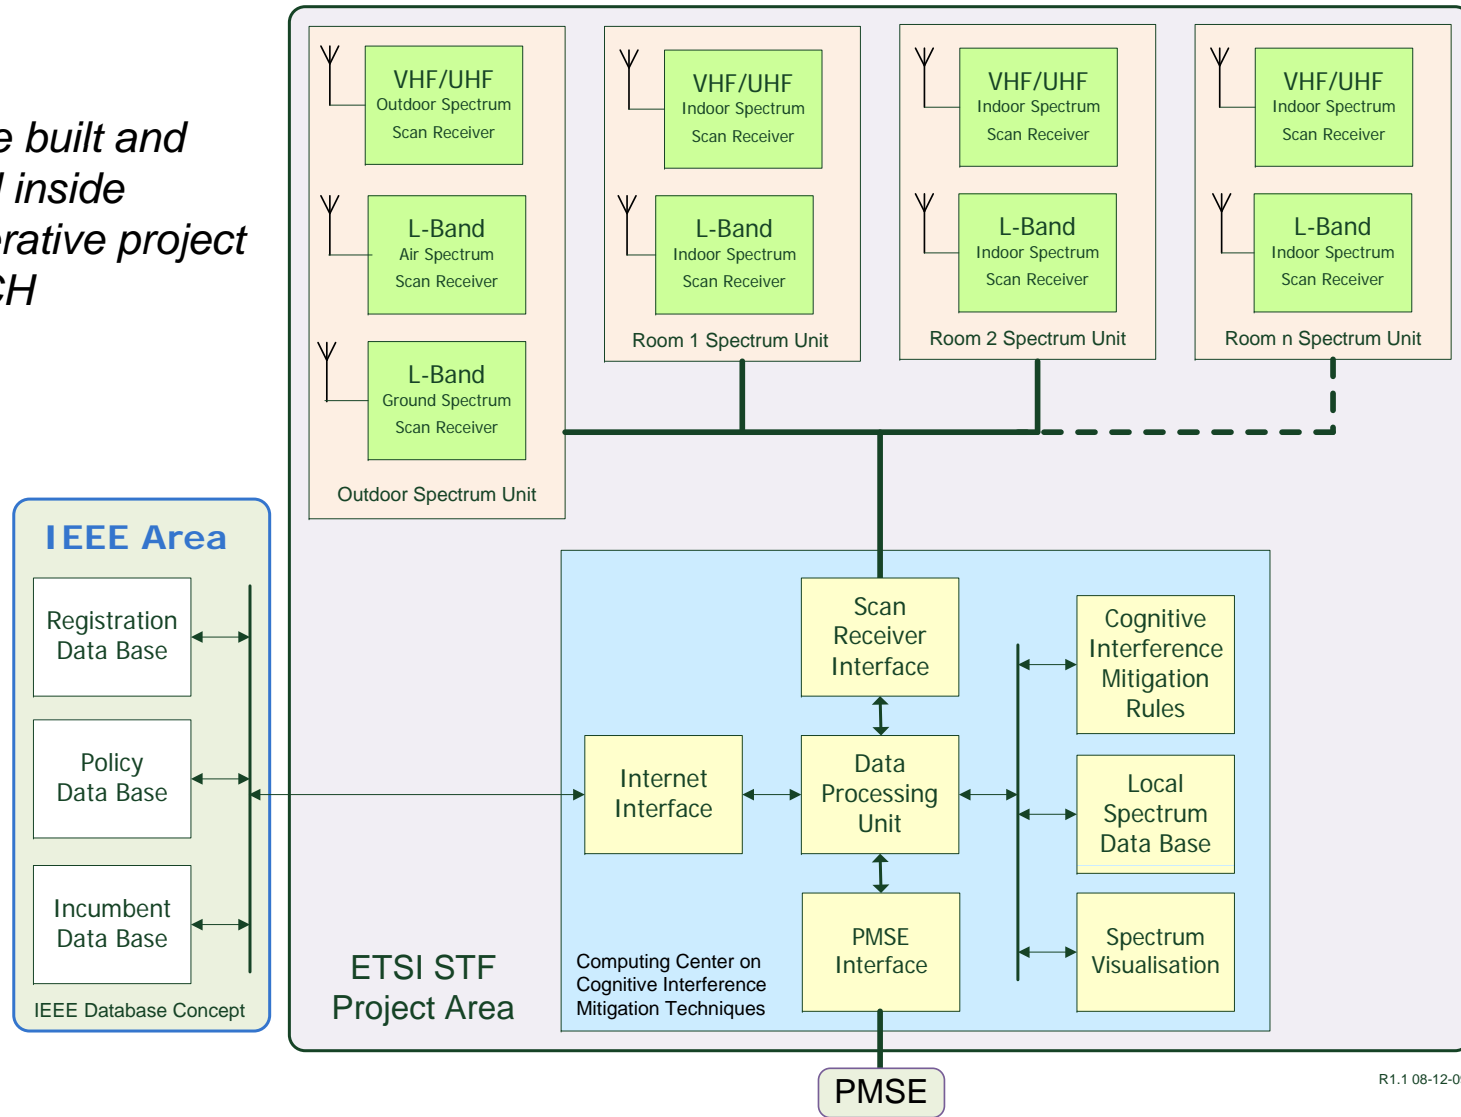 built and
inside
project
VHF/UHF
Outdoor Spectrum
Scan Receiver
L-Band
Air Spectrum
Scan Receiver
L-Band
Ground Spectrum
Scan Receiver
Outdoor Spectrum Unit
VHF/UHF
Indoor Spectrum
Scan Receiver
L-Band
Indoor Spectrum
Scan Receiver
Room 1 Spectrum Unit
VHF/UHF
Indoor Spectrum
Scan Receiver
L-Band
Indoor Spectrum
Scan Receiver
Room 2 Spectrum Unit
VHF/UHF
Indoor Spectrum
Scan Receiver
L-Band
Indoor Spectrum
Scan Receiver
Room n Spectrum Unit
IEEE Area
Registration
Data Base
Policy
Data Base
Incumbent
Data Base
IEEE Database Concept
ETSI STF
Project Area
Scan
Receiver
Interface
Internet
Interface
Data
Processing
Unit
PMSE
Interface
Cognitive
Interference
Mitigation
Rules
Local
Spectrum
Data Base
Spectrum
Visualisation
Computing Center on
Cognitive Interference
Mitigation Techniques
PMSE
R1.1